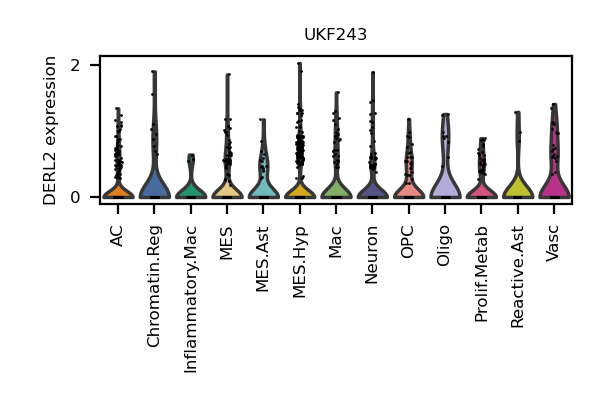 UKF243
DERL2 expression
2
0
AC
Chromatin.Reg
Inflammatory.Mac
MES
MES.Ast
MES.Hyp
Mac
Neuron
OPC
Oligo
Prolif.Metab
Reactive.Ast
Vasc